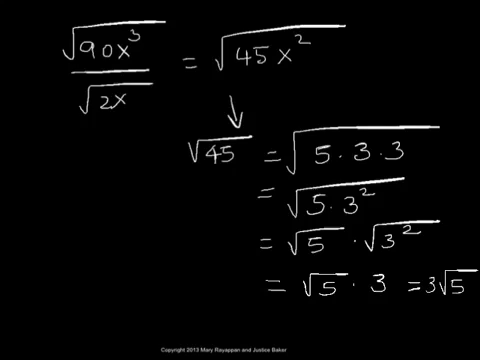 √90x³ / √2x = √45x²
↓
√45 = √5 · 3 · 3
= √5 · 3²
= √5 · √3²
= √5 · 3 = 3√5
Copyright 2013 Mary Rayappan and Justice Baker